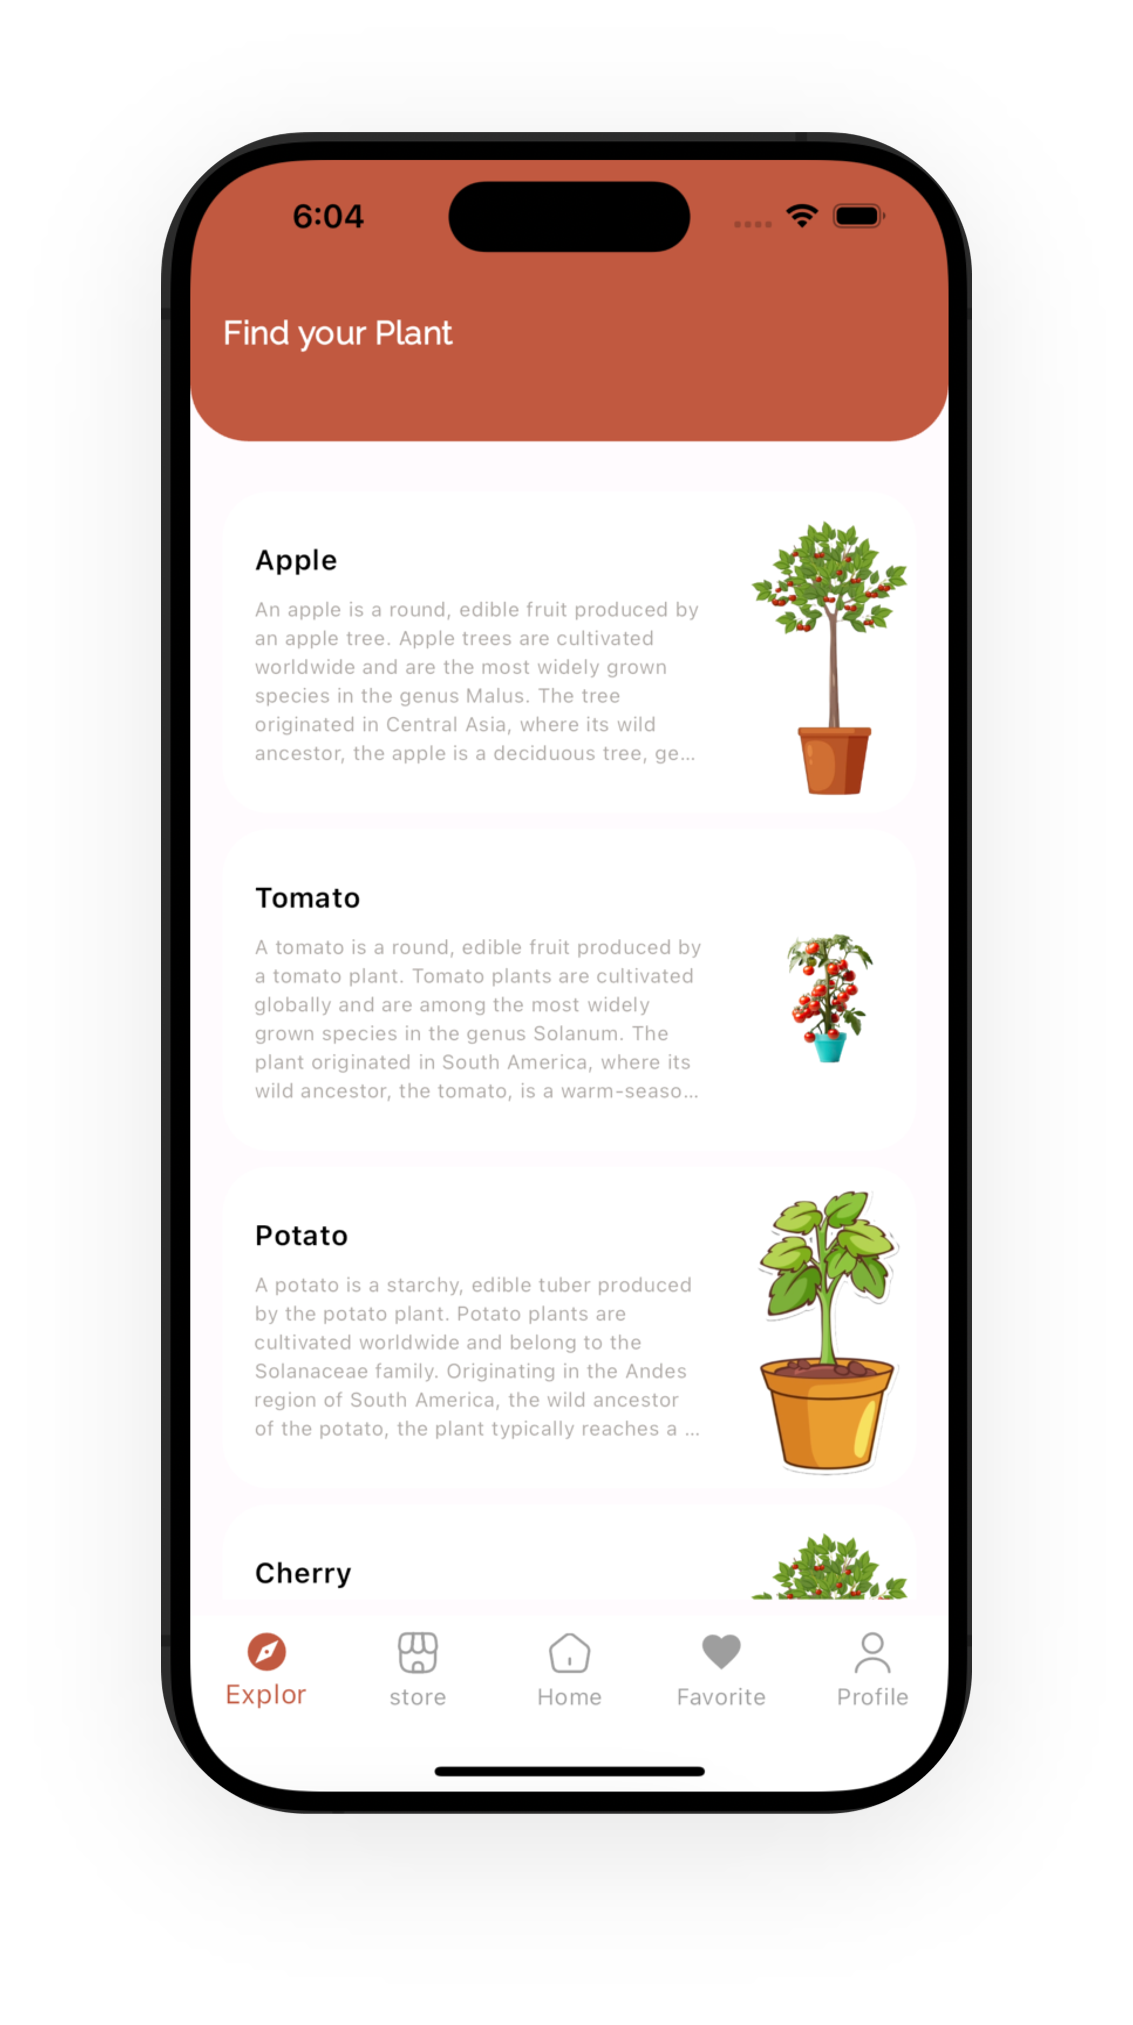 6:04
Find your Plant
Apple
An apple is a round, edible fruit produced by
an apple tree. Apple trees are cultivated
worldwide and are the most widely grown
species in the genus Malus. The tree
originated in Central Asia, where its wild
ancestor, the apple is a deciduous tree, ge...
Tomato
A tomato is a round, edible fruit produced by
a tomato plant. Tomato plants are cultivated
globally and are among the most widely
grown species in the genus Solanum. The
plant originated in South America, where its
wild ancestor, the tomato, is a warm-seaso...
Potato
A potato is a starchy, edible tuber produced
by the potato plant. Potato plants are
cultivated worldwide and belong to the
Solanaceae family. Originating in the Andes
region of South America, the wild ancestor
of the potato, the plant typically reaches a ...
Cherry
Explor store Home Favorite Profile